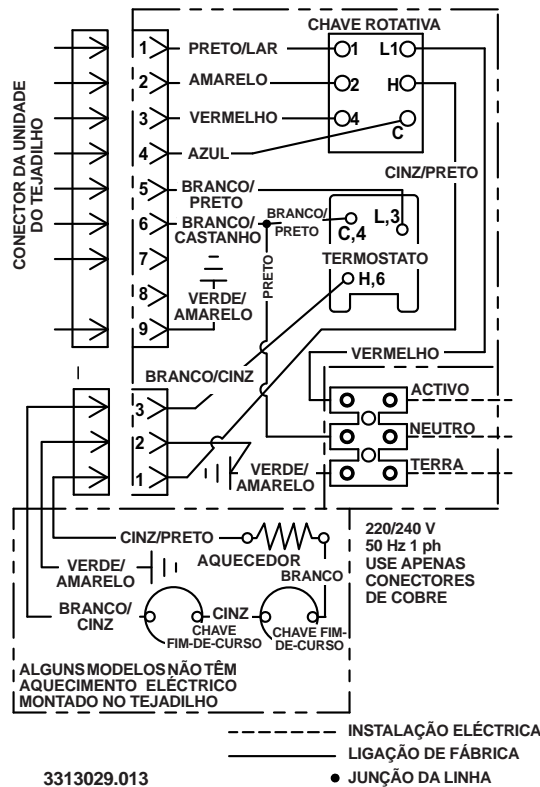 CHAVE ROTATIVA
1
PRETO/LAR
1
L1
2
AMARELO
2
H
3
VERMELHO
4
C
4
AZUL
CINZ/PRETO
5
BRANCO/
PRETO
6
BRANCO/
CASTANHO
BRANCO/
PRETO
C,4
L,3
7
TERMOSTATO
H,6
8
VERDE/
AMARELO
9
PRETO
CONECTOR DA UNIDADE
DO TEJADILHO
VERMELHO
BRANCO/CINZ
3
2
1
VERDE/
AMARELO
ACTIVO
NEUTRO
TERRA
CINZ/PRETO
AQUECEDOR
VERDE/
AMARELO
BRANCO
BRANCO/
CINZ
CINZ
CHAVE
FIM-DE-CURSO
CHAVE FIM-
DE-CURSO
220/240 V
50 Hz 1 ph
USE APENAS
CONECTORES
DE COBRE
ALGUNS MODELOS NÃO TÊM
AQUECIMENTO ELÉCTRICO
MONTADO NO TEJADILHO
INSTALAÇÃO ELÉCTRICA
LIGAÇÃO DE FÁBRICA
JUNÇÃO DA LINHA
3313029.013